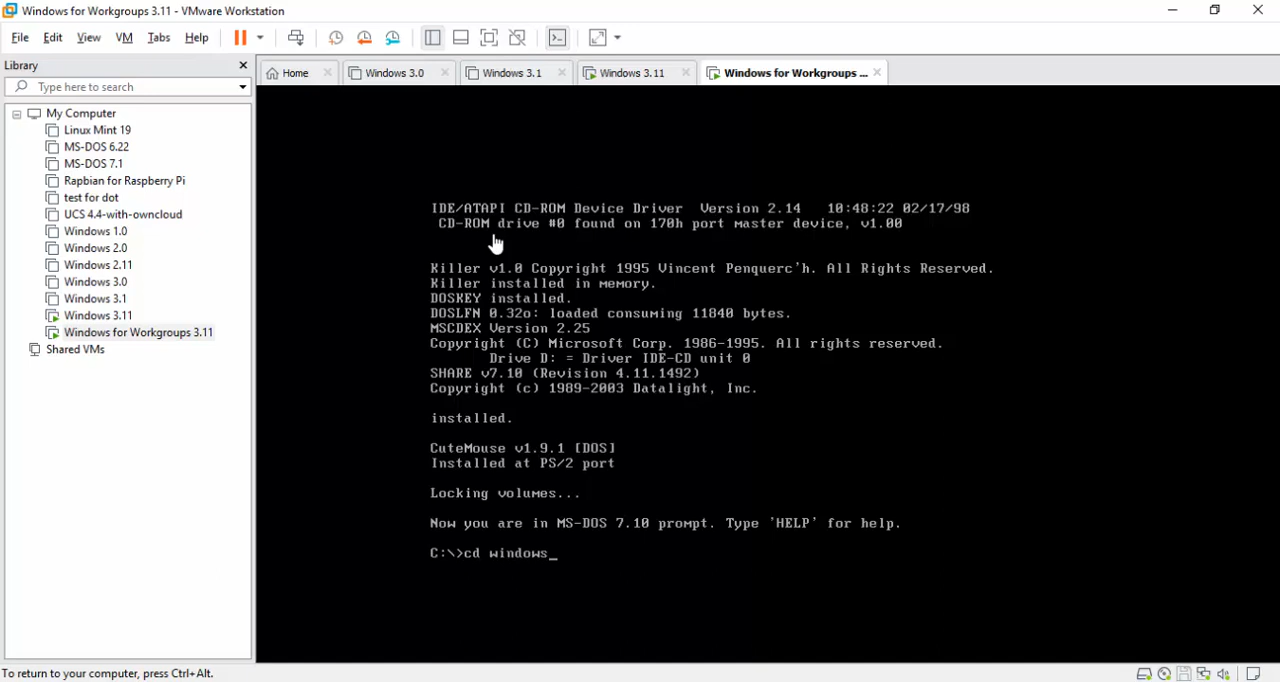 Windows for Workgroups 3.11 - VMware Workstation
File Edit View VM Tabs Help
Library
Type here to search
My Computer
Linux Mint 19
MS-DOS 6.22
MS-DOS 7.1
Rapbian for Raspberry Pi
test for dot
UCS 4.4-with-owncloud
Windows 1.0
Windows 2.0
Windows 2.11
Windows 3.0
Windows 3.1
Windows 3.11
Windows for Workgroups 3.11
Shared VMs
Home Windows 3.0 Windows 3.1 Windows 3.11 Windows for Workgroups ...
IDE/ATAPI CD-ROM Device Driver Version 2.14 10:48:22 02/17/98
CD-ROM drive #0 found on 170h port master device, v1.00
Killer v1.0 Copyright 1995 Vincent Penquerc'h. All Rights Reserved.
Killer installed in memory.
DOSKEY installed.
DOSLFN 0.32o: loaded consuming 11840 bytes.
MSCDEX Version 2.25
Copyright (C) Microsoft Corp. 1986-1995. All rights reserved.
Drive D: = Driver IDE-CD unit 0
SHARE v7.10 (Revision 4.11.1492)
Copyright (c) 1989-2003 Datalight, Inc.
installed.
CuteMouse v1.9.1 [DOS]
Installed at PS/2 port
Locking volumes...
Now you are in MS-DOS 7.10 prompt. Type 'HELP' for help.
C:\>cd windows_
To return to your computer, press Ctrl+Alt.